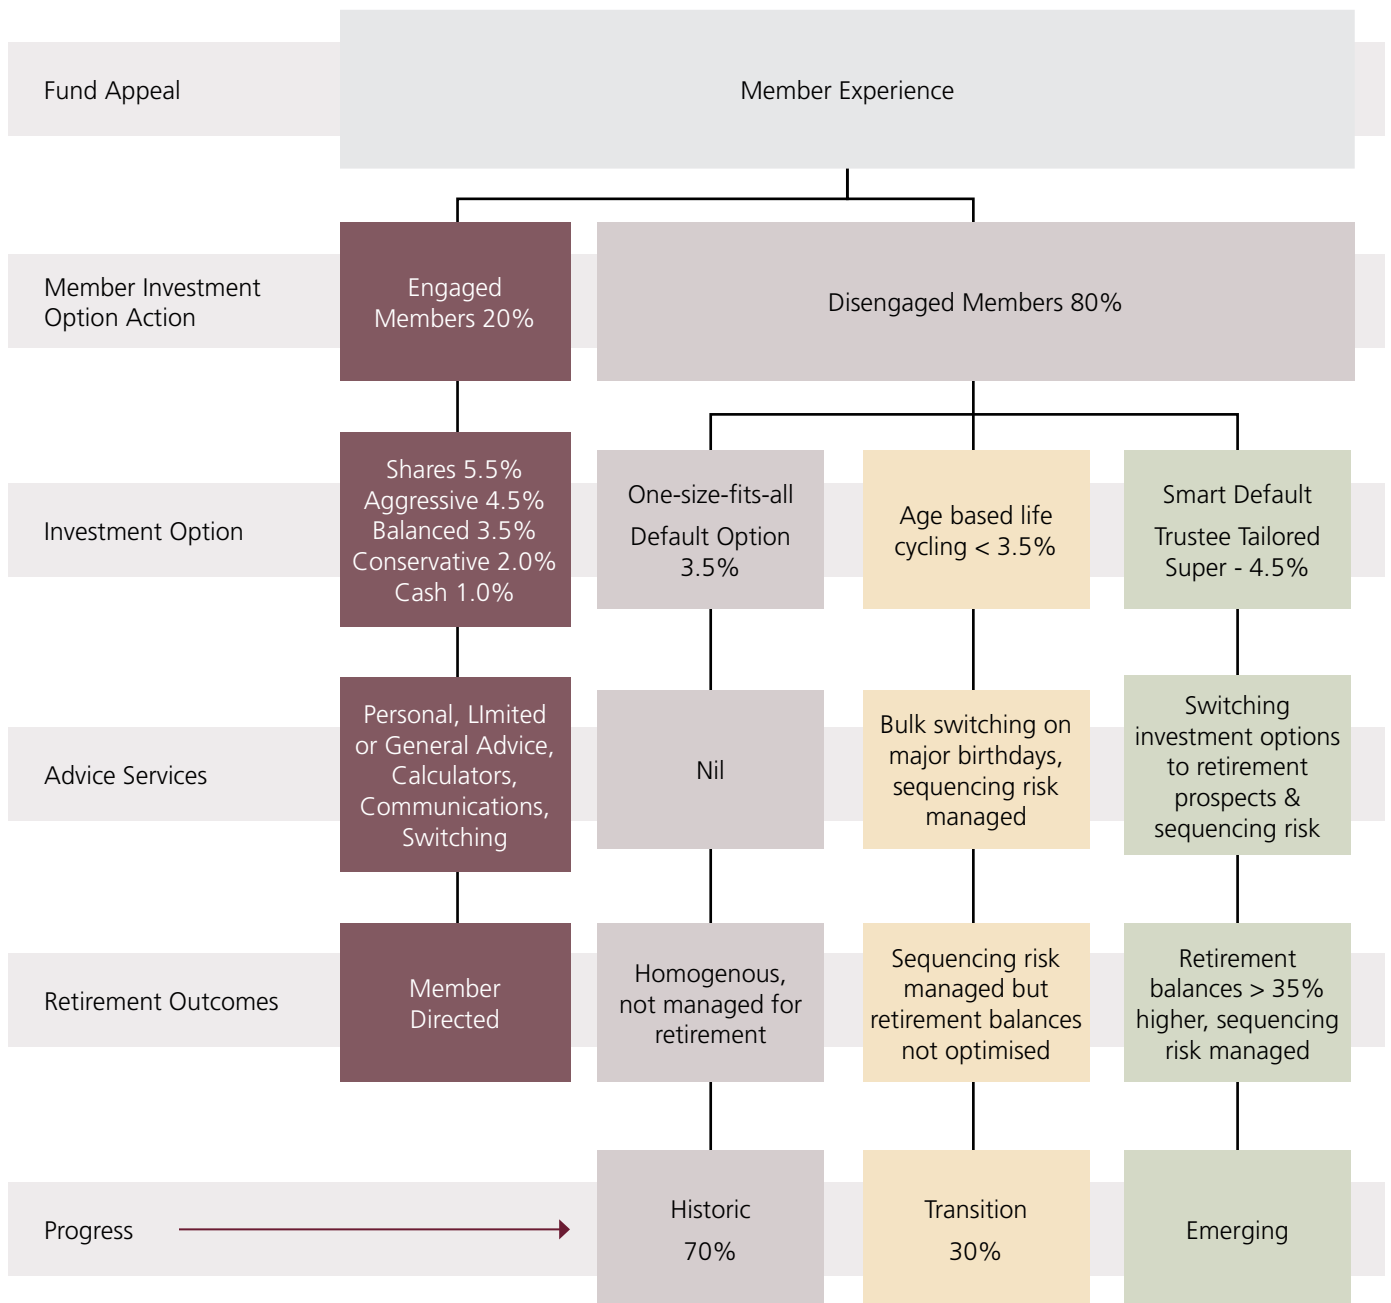 Fund Appeal
Member Experience
Member Investment
Option Action
Engaged
Members 20%
Disengaged Members 80%
Investment Option
Shares 5.5%
Aggressive 4.5%
Balanced 3.5%
Conservative 2.0%
Cash 1.0%
One-size-fits-all
Default Option
3.5%
Age based life
cycling < 3.5%
Smart Default
Trustee Tailored
Super - 4.5%
Advice Services
Personal, LImited
or General Advice,
Calculators,
Communications,
Switching
Nil
Bulk switching on
major birthdays,
sequencing risk
managed
Switching
investment options
to retirement
prospects &
sequencing risk
Retirement Outcomes
Member
Directed
Homogenous,
not managed for
retirement
Sequencing risk
managed but
retirement balances
not optimised
Retirement
balances > 35%
higher, sequencing
risk managed
Progress
Historic
70%
Transition
30%
Emerging